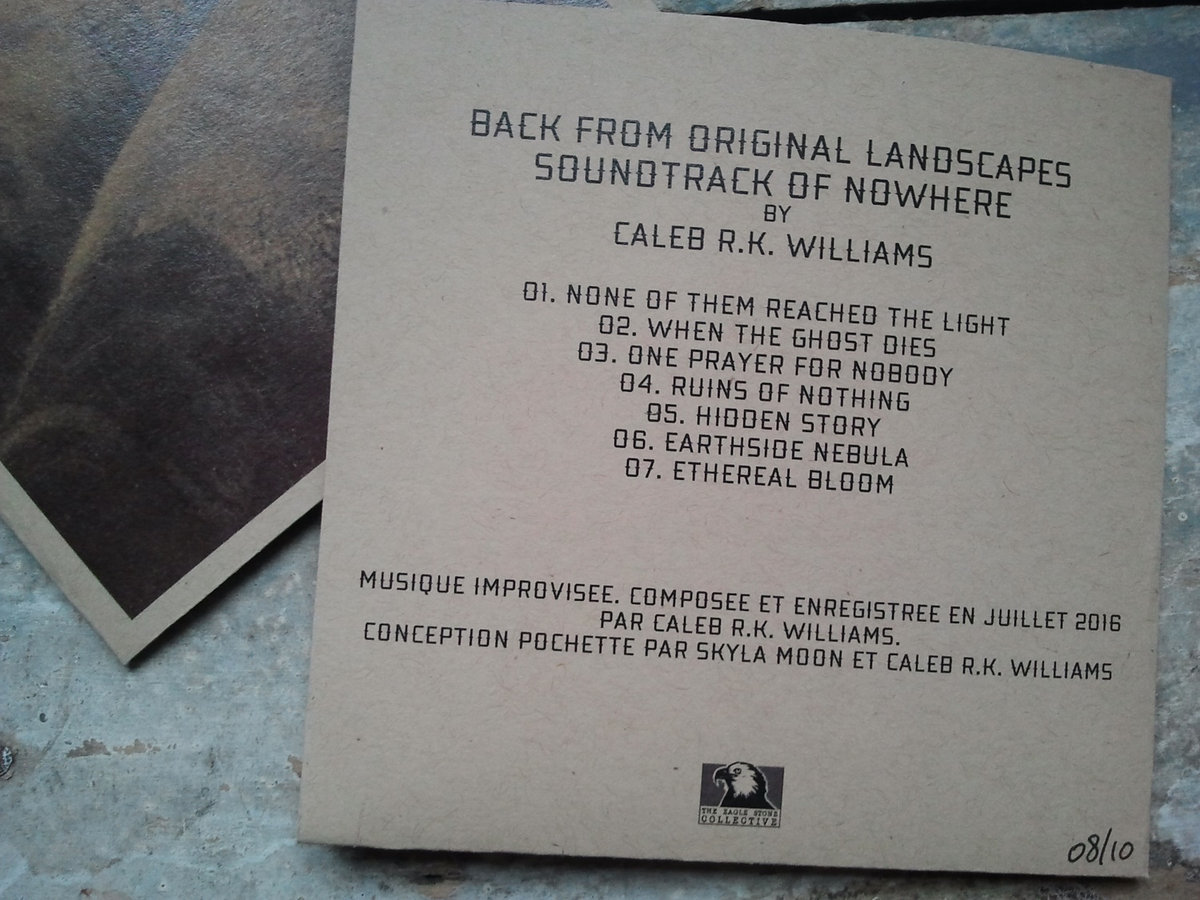 BACK FROM ORIGINAL LANDSCAPES
SOUNDTRACK OF NOWHERE
BY
CALEB R.K. WILLIAMS
01. NONE OF THEM REACHED THE LIGHT
02. WHEN THE GHOST DIES
03. ONE PRAYER FOR NOBODY
04. RUINS OF NOTHING
05. HIDDEN STORY
06. EARTHSIDE NEBULA
07. ETHEREAL BLOOM
MUSIQUE IMPROVISEE. COMPOSEE ET ENREGISTREE EN JUILLET 2016
PAR CALEB R.K. WILLIAMS.
CONCEPTION POCHETTE PAR SKYLA MOON ET CALEB R.K. WILLIAMS
THE EAGLE STONE
COLLECTIVE
08/10